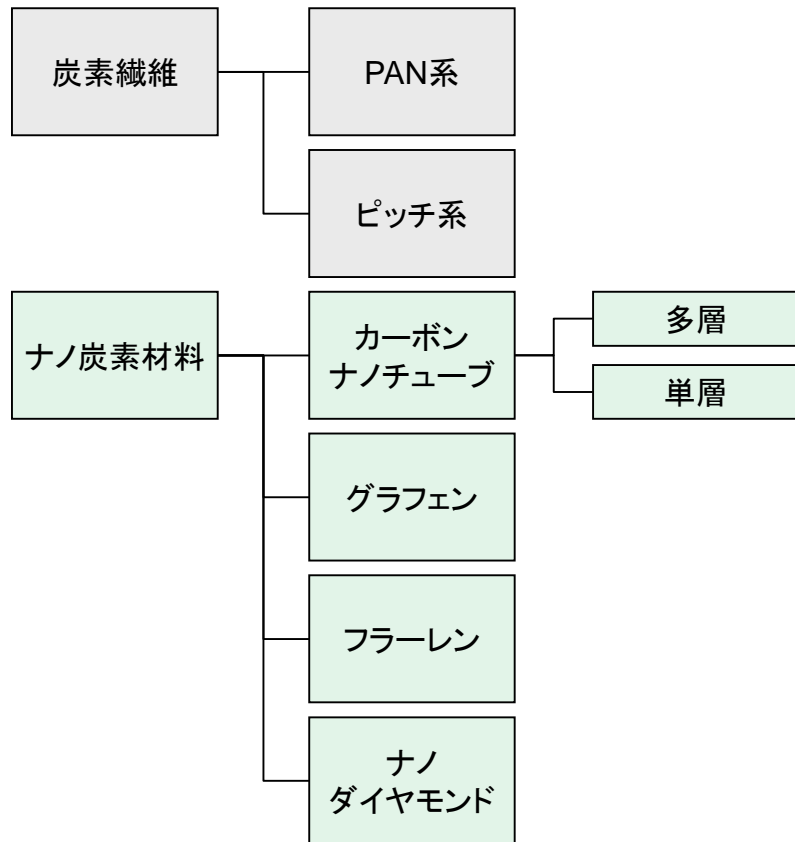 炭素繊維
PAN系
ピッチ系
ナノ炭素材料
カーボン
ナノチューブ
多層
単層
グラフェン
フラーレン
ナノ
ダイヤモンド